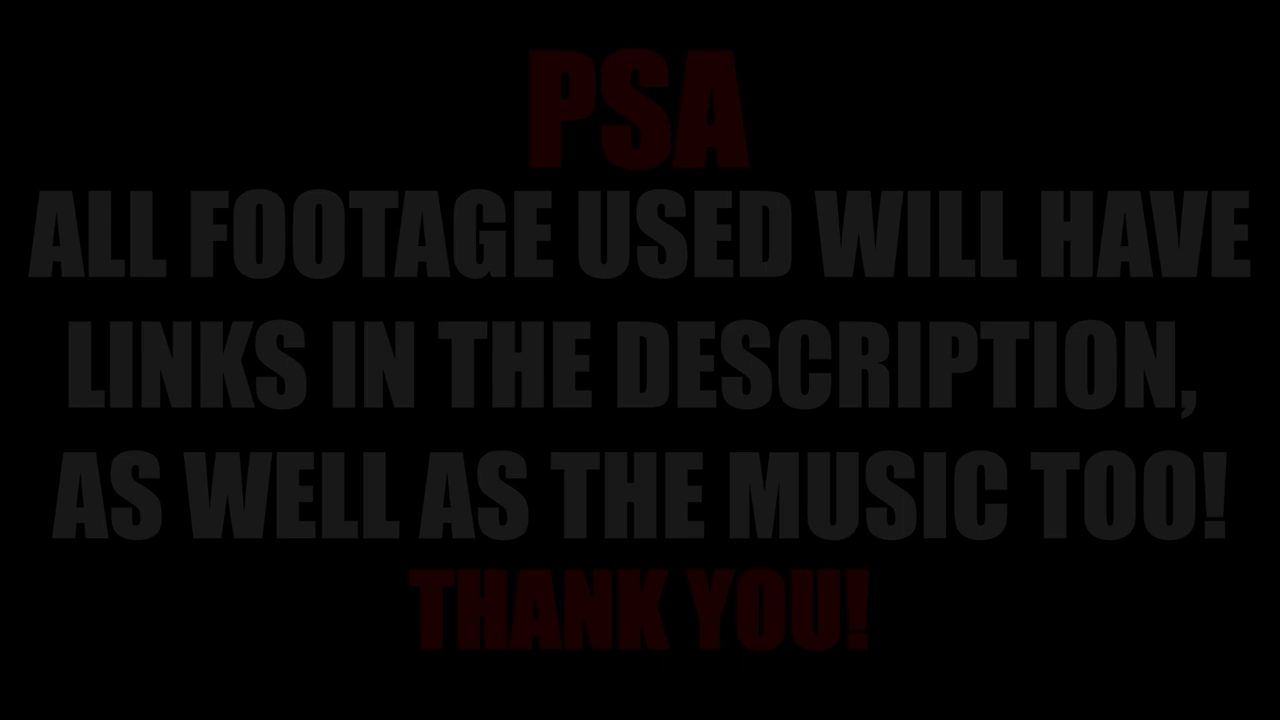 PSA
ALL FOOTAGE USED WILL HAVE
LINKS IN THE DESCRIPTION,
AS WELL AS THE MUSIC TOO!
THANK YOU!